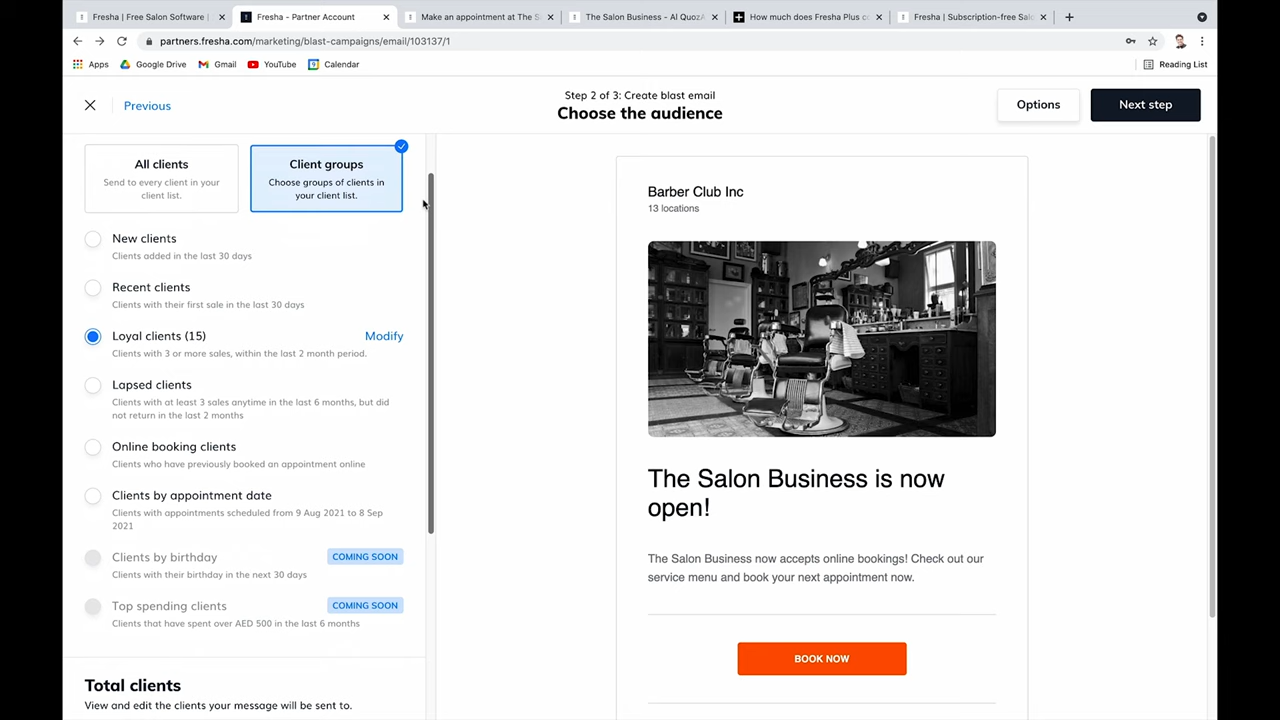 Fresha | Free Salon Software |
Fresha - Partner Account
Make an appointment at The S
The Salon Business - Al Quoz
How much does Fresha Plus co
Fresha | Subscription-free Sal
partners.fresha.com/marketing/blast-campaigns/email/103137/1
Apps
Google Drive
Gmail
YouTube
Calendar
Reading List
Previous
Step 2 of 3: Create blast email
Choose the audience
Options
Next step
All clients
Send to every client in your
client list.
Client groups
Choose groups of clients in
your client list.
New clients
Clients added in the last 30 days
Recent clients
Clients with their first sale in the last 30 days
Loyal clients (15)
Modify
Clients with 3 or more sales, within the last 2 month period.
Lapsed clients
Clients with at least 3 sales anytime in the last 6 months, but did
not return in the last 2 months
Online booking clients
Clients who have previously booked an appointment online
Clients by appointment date
Clients with appointments scheduled from 9 Aug 2021 to 8 Sep
2021
Clients by birthday
COMING SOON
Clients with their birthday in the next 30 days
Top spending clients
COMING SOON
Clients that have spent over AED 500 in the last 6 months
Total clients
View and edit the clients your message will be sent to.
Barber Club Inc
13 locations
The Salon Business is now
open!
The Salon Business now accepts online bookings! Check out our
service menu and book your next appointment now.
BOOK NOW